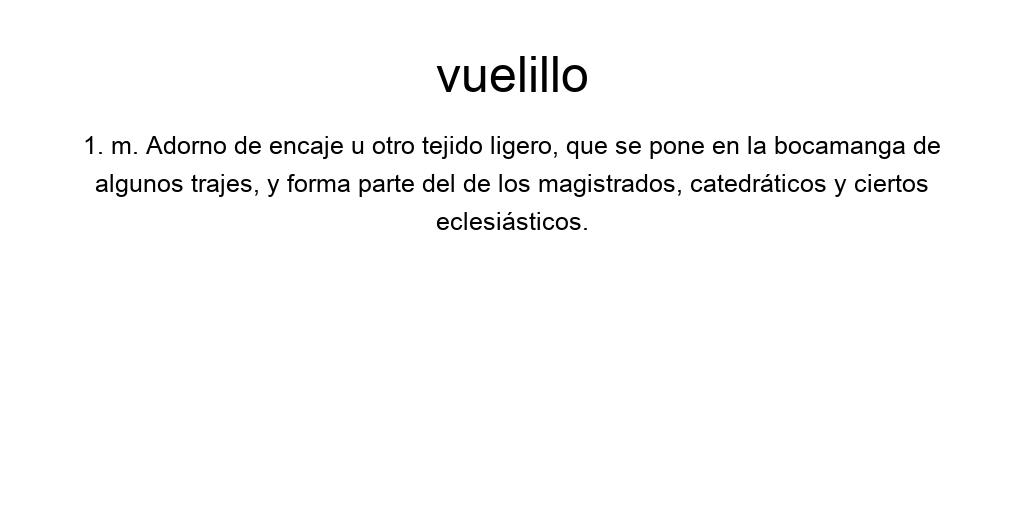 vuelillo
1. m. Adorno de encaje u otro tejido ligero, que se pone en la bocamanga de
algunos trajes, y forma parte del de los magistrados, catedráticos y ciertos
eclesiásticos.